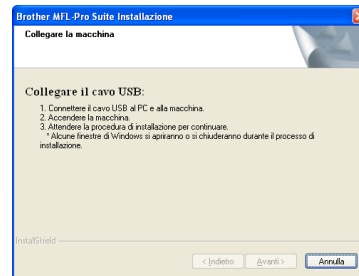 Brother MFL-Pro Suite Installazione
Collegare la macchina
Collegare il cavo USB:
1. Connettere il cavo USB al PC e alla macchina.
2. Accendere la macchina.
3. Attendere la procedura di installazione per continuare.
* Alcune finestre di Windows si apriranno o si chiuderanno durante il processo di
installazione.
InstallShield
< Indietro Avanti > Annulla